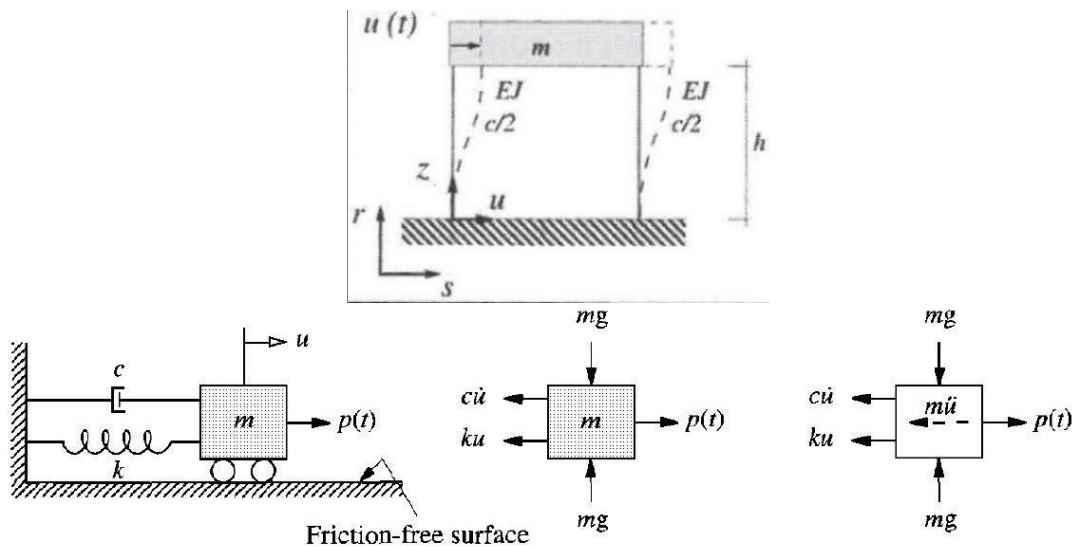 u (t)
m
EJ
c/2
EJ
c/2
h
z
u
r
s
u
c
m
p(t)
k
Friction-free surface
mg
cu̇
ku
m
p(t)
mg
mg
cu̇
ku
mü
p(t)
mg